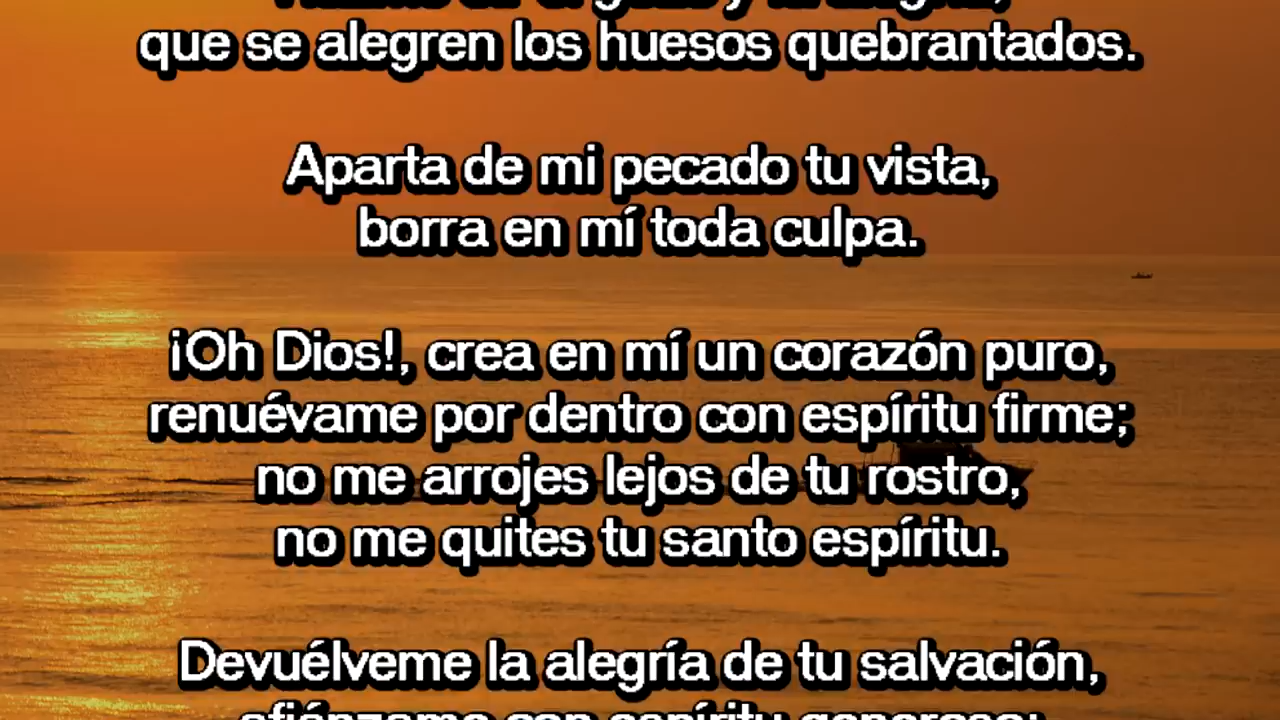 que se alegren los huesos quebrantados.
Aparta de mi pecado tu vista,
borra en mí toda culpa.
¡Oh Dios!, crea en mí un corazón puro,
renuévame por dentro con espíritu firme;
no me arrojes lejos de tu rostro,
no me quites tu santo espíritu.
Devuélveme la alegría de tu salvación,